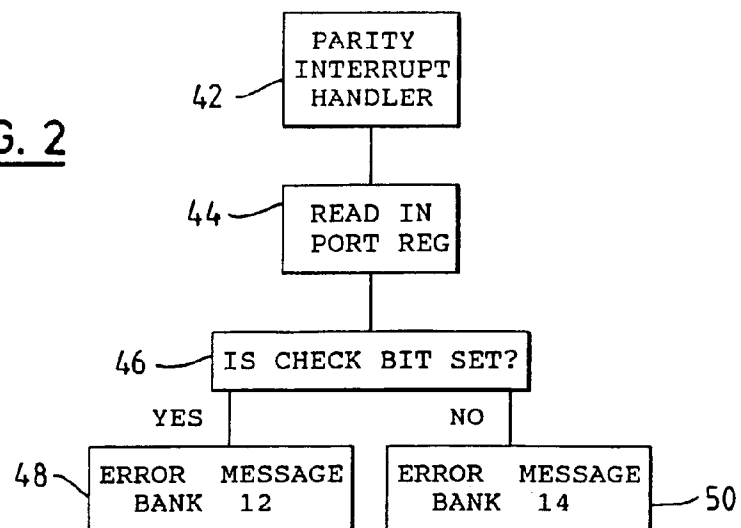 PARITY
INTERRUPT
HANDLER
42
G. 2
44
READ IN
PORT REG
46
IS CHECK BIT SET?
YES
NO
48
ERROR MESSAGE
BANK 12
ERROR MESSAGE
BANK 14
50